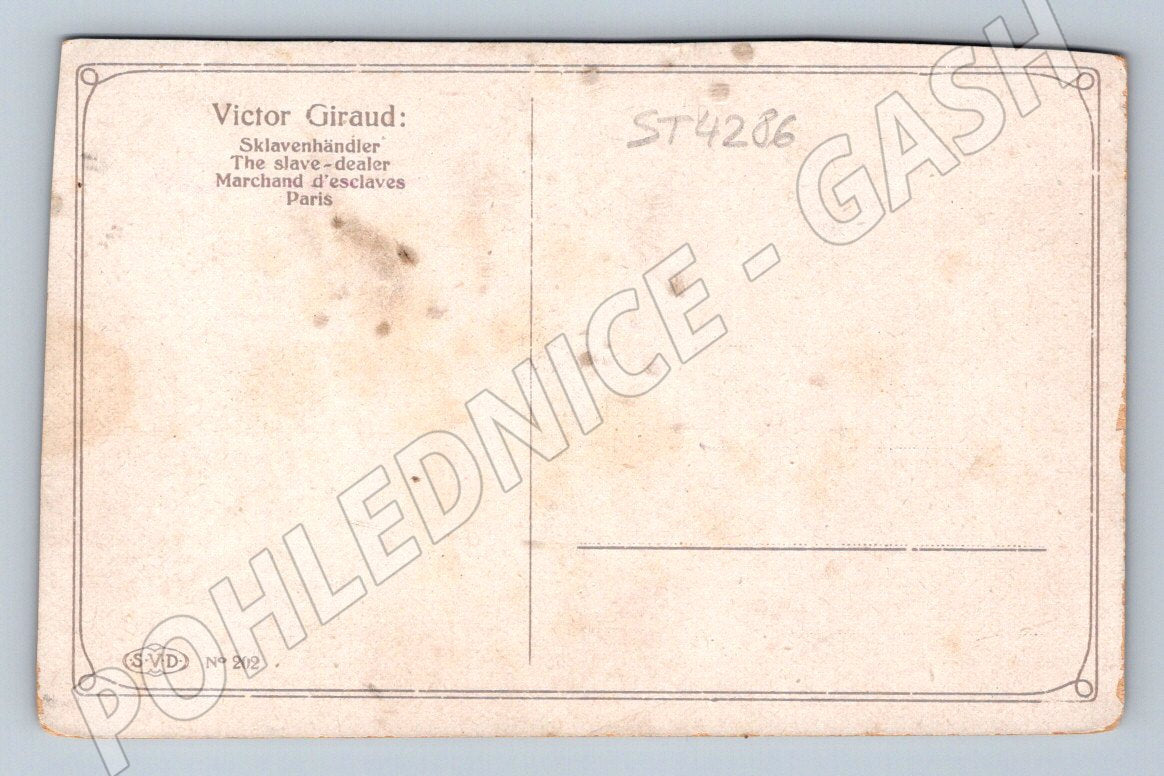 Victor Giraud:
Sklavenhändler
The slave-dealer
Marchand d'esclaves
Paris
ST4286
POHLEDNICE - GASH
S.V.D. Nº 202